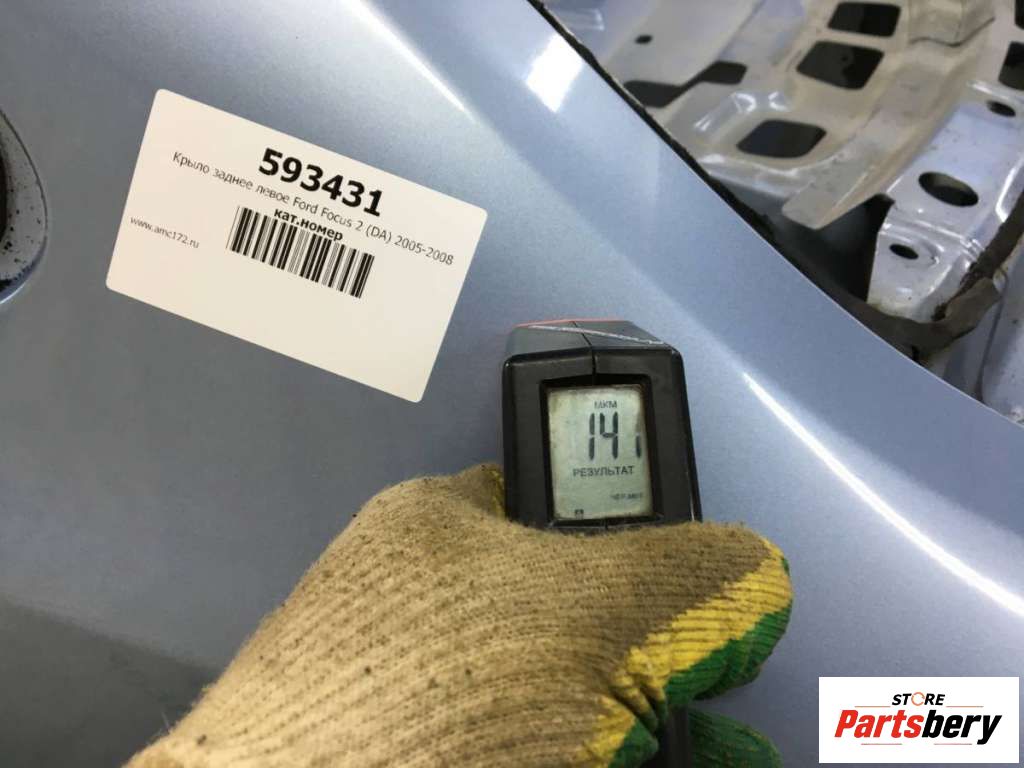 593431
Крыло заднее левое Ford Focus 2 (DA) 2005-2008
кат.номер
www.amc172.ru
МКМ
141
РЕЗУЛЬТАТ
STORE
Partsbery